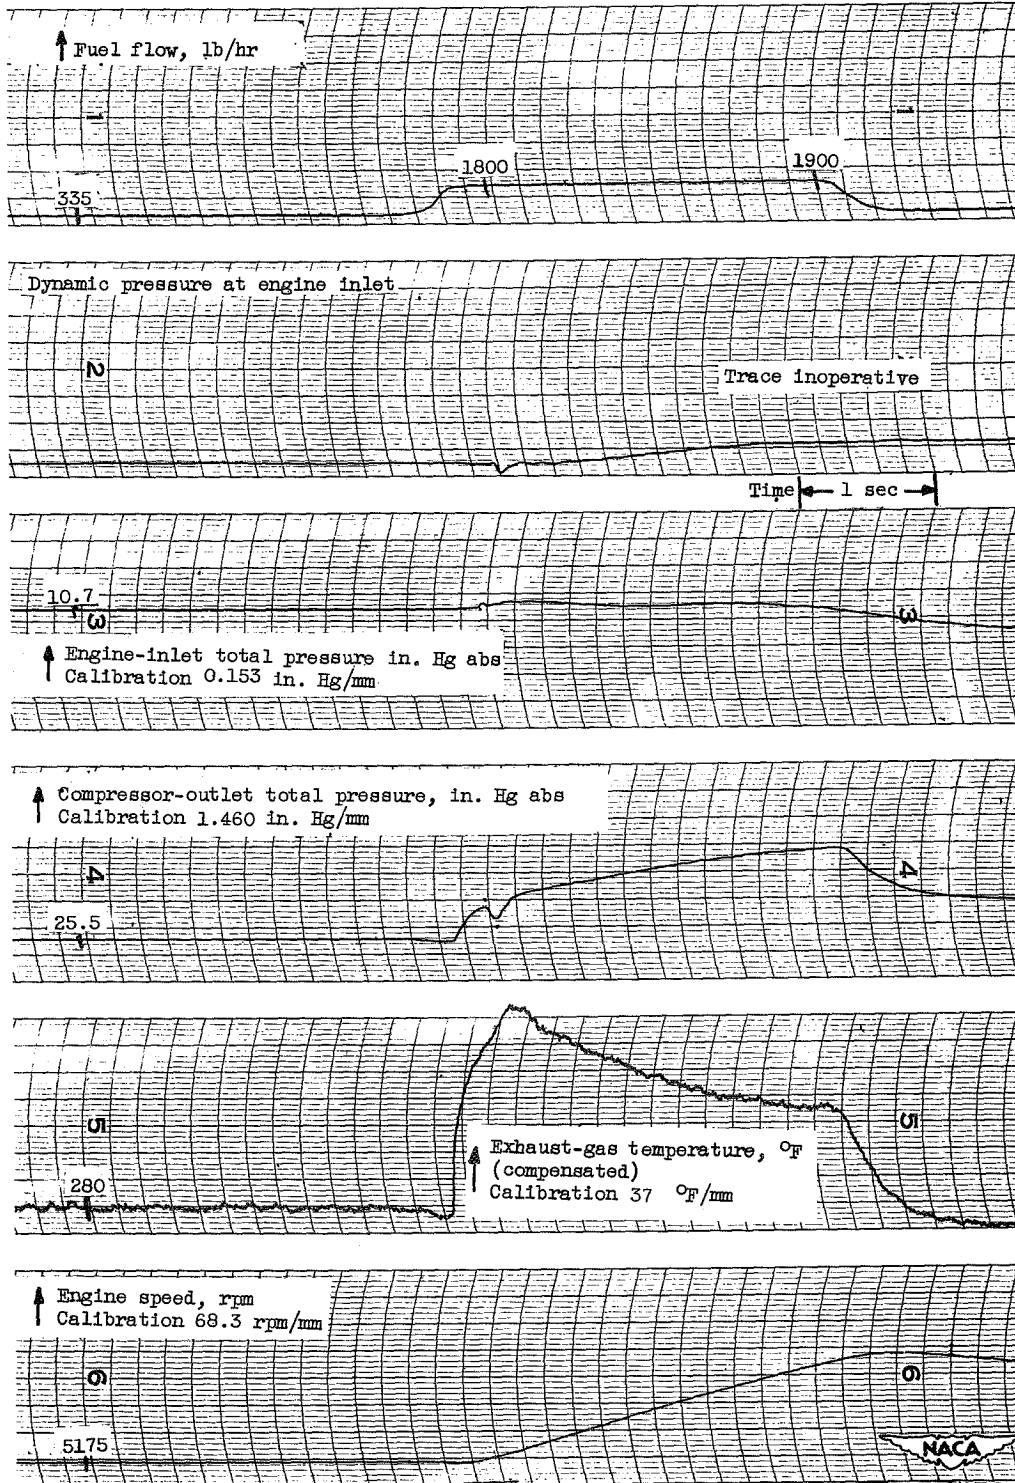 Fuel flow, lb/hr
1
1
335
1800
1900
Dynamic pressure at engine inlet
2
Trace inoperative
Time 1 sec
10.7
3
3
Engine-inlet total pressure in. Hg abs
Calibration 0.153 in. Hg/mm
Compressor-outlet total pressure, in. Hg abs
Calibration 1.460 in. Hg/mm
4
4
25.5
5
5
Exhaust-gas temperature, °F
(compensated)
Calibration 37 °F/mm
280
Engine speed, rpm
Calibration 68.3 rpm/mm
6
6
5175
NACA